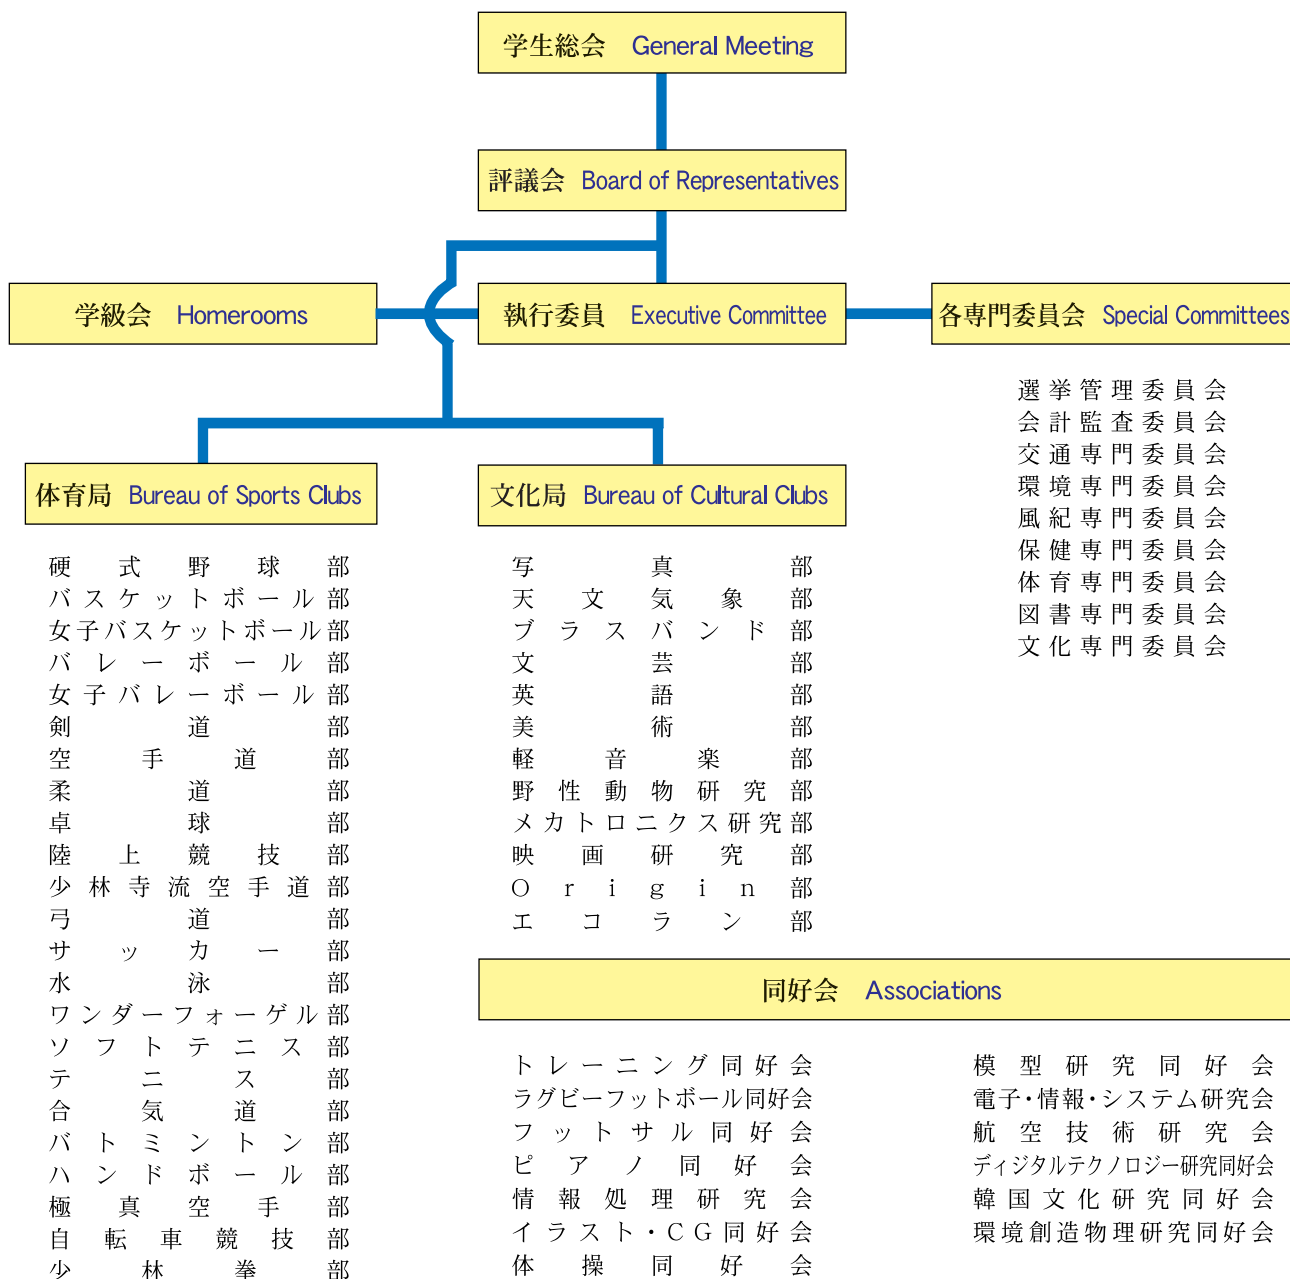 学生総会 General Meeting
評議会 Board of Representatives
学級会 Homerooms
執行委員 Executive Committee
各専門委員会 Special Committees
選挙管理委員会
会計監査委員会
交通専門委員会
環境専門委員会
風紀専門委員会
保健専門委員会
体育専門委員会
図書専門委員会
文化専門委員会
体育局 Bureau of Sports Clubs
硬式野球部
バスケットボール部
女子バスケットボール部
バレーボール部
女子バレーボール部
剣道部
空手道部
柔道部
卓球部
陸上競技部
少林寺流空手道部
弓道部
サッカー部
水泳部
ワンダーフォーゲル部
ソフトテニス部
テニス部
合気道部
バトミントン部
ハンドボール部
極真空手部
自転車競技部
少林拳部
文化局 Bureau of Cultural Clubs
写真部
天文気象部
ブラスバンド部
文芸部
英語部
美術部
軽音楽部
野性動物研究部
メカトロニクス研究部
映画研究部
Origin部
エコラン部
同好会 Associations
トレーニング同好会
ラグビーフットボール同好会
フットサル同好会
ピアノ同好会
情報処理研究会
イラスト・CG同好会
体操同好会
模型研究同好会
電子・情報・システム研究会
航空技術研究会
ディジタルテクノロジー研究同好会
韓国文化研究同好会
環境創造物理研究同好会